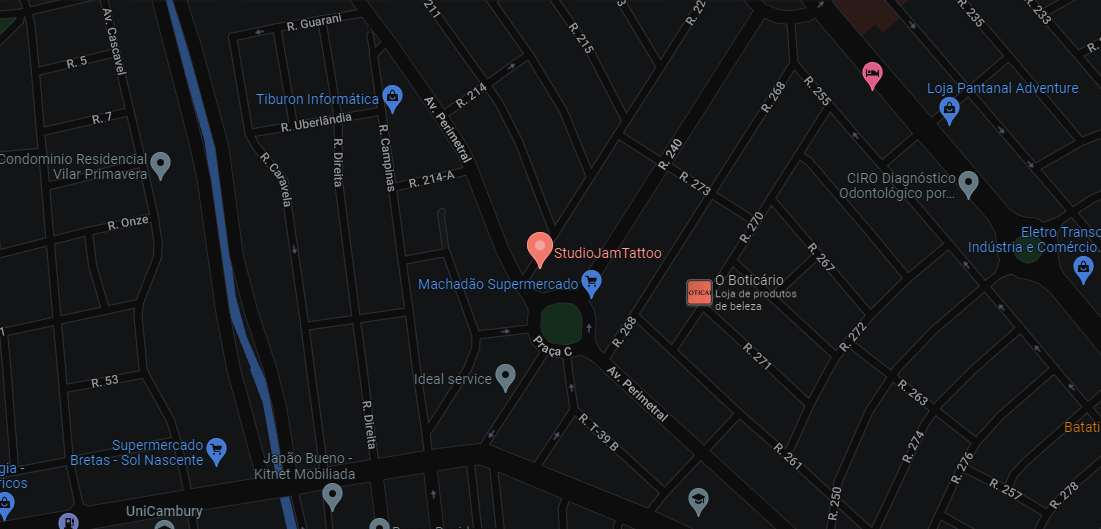 211
3
R. 22
R. 235
R. 233
R. Guarani
Av. Cascavel
R. 215
R. 5
R. 268
R. 255
Loja Pantanal Adventure
Tiburon Informática
R. 214
Av. Perimetral
R. 7
R. Uberlândia
R. Direita
R. Campinas
R. 240
Condominio Residencial
Vilar Primavera
R. Caravela
R. 214-A
R. 273
CIRO Diagnóstico
Odontológico por...
R. Onze
R. 270
Eletro Transo
Indústria e Comércio...
StudioJamTattoo
R. 267
Machadão Supermercado
O Boticário
Loja de produtos
de beleza
R. 268
R. 272
Praça C
R. 271
Ideal service
R. 53
Av. Perimetral
R. 263
R. Direita
R. T-39 B
Batati
Supermercado
Bretas - Sol Nascente
R. 274
R. 261
Japão Bueno -
Kitnet Mobiliada
gia -
ricos
R. 276
R. 257
R. 278
R. 250
UniCambury